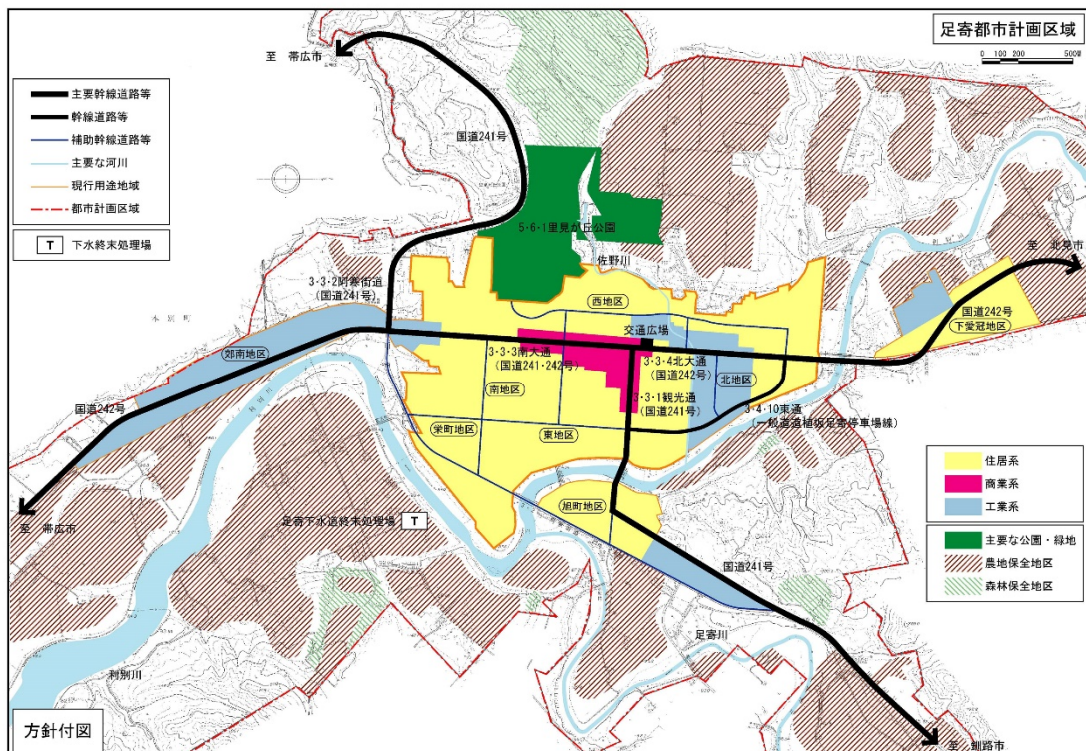 足寄都市計画区域
0 100 200 500m
至 帯広市
主要幹線道路等
幹線道路等
補助幹線道路等
主要な河川
現行用途地域
都市計画区域
T 下水終末処理場
国道241号
5・6・1里見が丘公園
佐野川
至 北見市
3・3・2阿寒街道
(国道241号)
本別町
西地区
国道242号
下愛冠地区
交通広場
郊南地区
3・3・3南大通
(国道241・242号)
3・3・4北大通
(国道242号)
北地区
南地区
3・3・1観光通
(国道241号)
3・4・10東通
(一般道道植坂足寄停車場線)
国道242号
栄町地区
東地区
住居系
商業系
工業系
旭町地区
至 帯広市
足寄下水道終末処理場 T
主要な公園・緑地
農地保全地区
森林保全地区
国道241号
足寄川
利別川
方針付図
至 釧路市